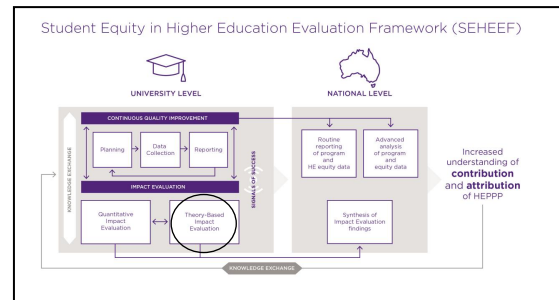 Student Equity in Higher Education Evaluation Framework (SEHEEF)
UNIVERSITY LEVEL
NATIONAL LEVEL
KNOWLEDGE EXCHANGE
CONTINUOUS QUALITY IMPROVEMENT
Planning
Data
Collection
Reporting
IMPACT EVALUATION
Quantitative
Impact
Evaluation
Theory-Based
Impact
Evaluation
SIGNALS OF SUCCESS
Routine
reporting
of program
and
HE equity data
Advanced
analysis
of program
and
equity data
Synthesis of
Impact Evaluation
findings
Increased
understanding of
contribution
and attribution
of HEPPP
KNOWLEDGE EXCHANGE